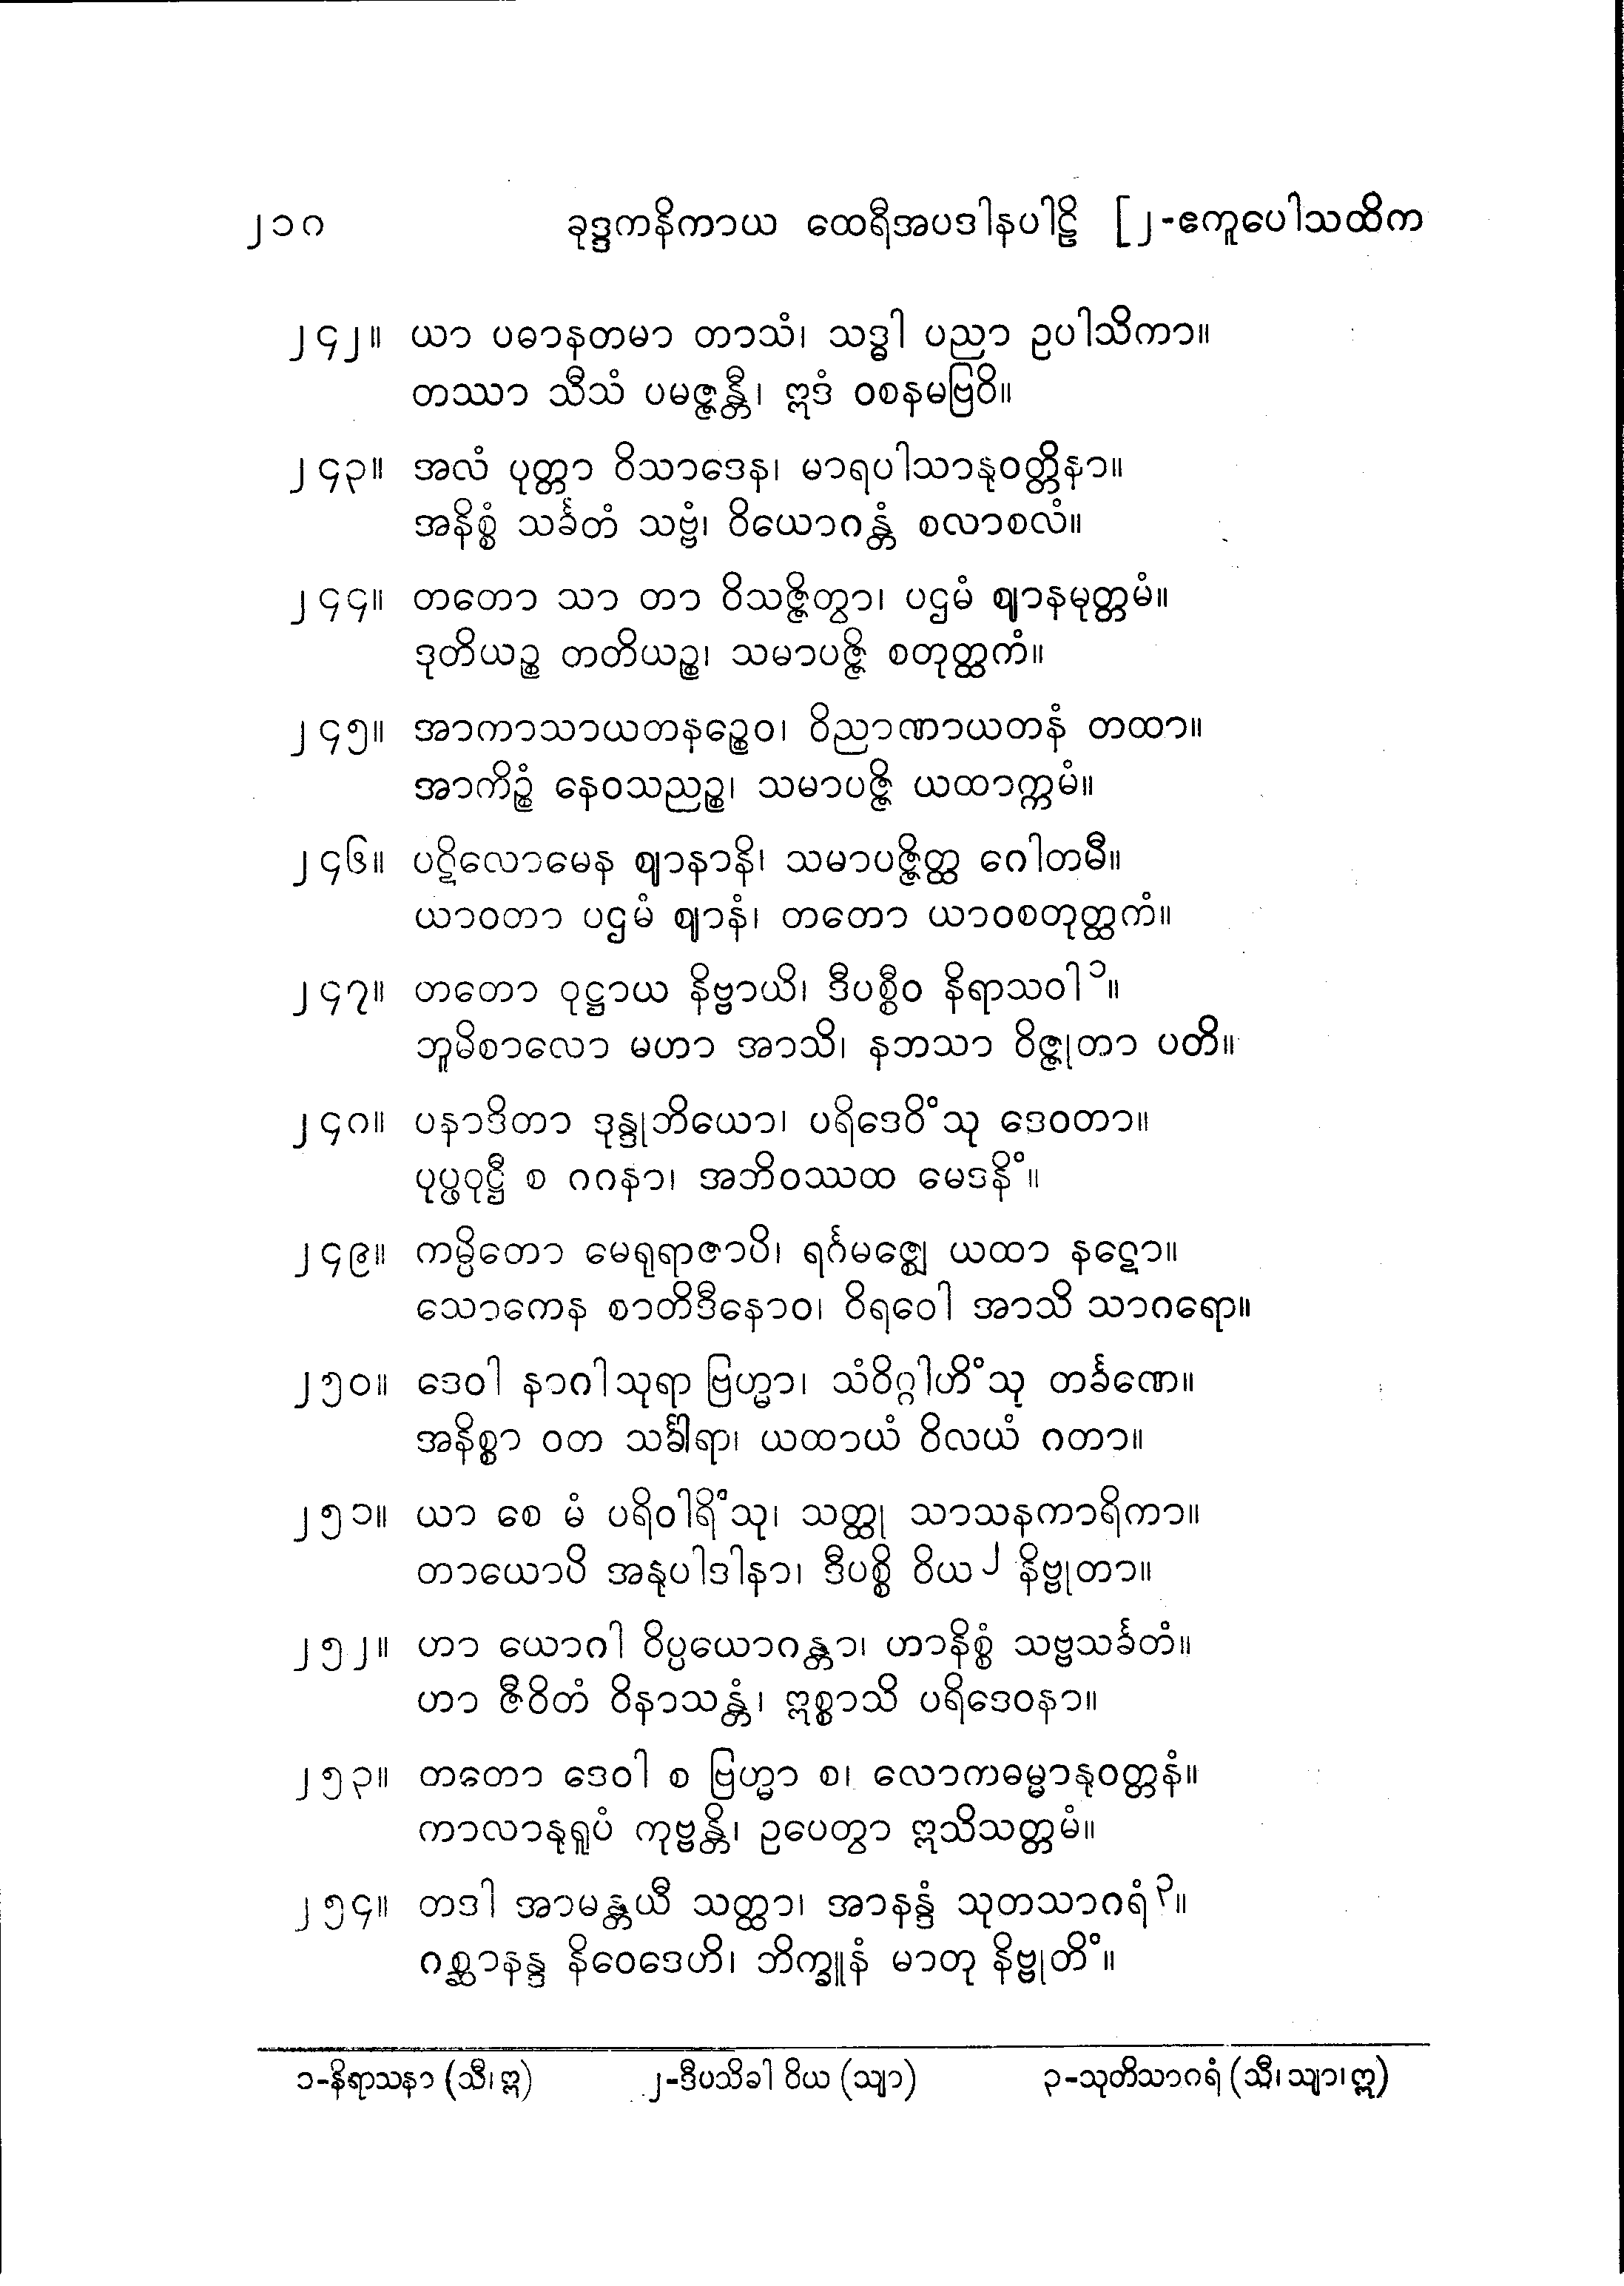 ၂၁၈ ခုဒ္ဒကနိကာယ ထေရီအပဒါနပါဠိ [၂-ဧကူပေါသထိက
၂၄၂။ ယာ ပဓာနတမာ တာသံ၊ သဒ္ဓါ ပညာ ဥပါသိကာ။
တဿာ သီသံ ပမဇ္ဇန္တီ၊ ဣဒံ ဝစနမဗြဝိ။
၂၄၃။ အလံ ပုတ္တာ ဝိသာဒေန၊ မာရပါသာနုဝတ္တိနာ။
အနိစ္စံ သင်္ခတံ သဗ္ဗံ၊ ဝိယောဂန္တံ စလာစလံ။
၂၄၄။ တတော သာ တာ ဝိသဇ္ဇိတွာ၊ ပဌမံ ဈာနမုတ္တမံ။
ဒုတိယဉ္စ တတိယဉ္စ၊ သမာပဇ္ဇိ စတုတ္ထကံ။
၂၄၅။ အာကာသာယတနဉ္စေဝ၊ ဝိညာဏာယတနံ တထာ။
အာကိဉ္စံ နေဝသညဉ္စ၊ သမာပဇ္ဇိ ယထာက္ကမံ။
၂၄၆။ ပဋိလောမေန ဈာနာနိ၊ သမာပဇ္ဇိတ္ထ ဂေါတမီ။
ယာဝတာ ပဌမံ ဈာနံ၊ တတော ယာဝစတုတ္ထကံ။
၂၄၇။ တတော ဝုဋ္ဌာယ နိဗ္ဗာယိ၊ ဒီပစ္စီဝ နိရာသဝါ ၁။
ဘူမိစာလော မဟာ အာသိ၊ နဘသာ ဝိဇ္ဇုတာ ပတိ။
၂၄၈။ ပနာဒိတာ ဒုန္ဒုဘိယော၊ ပရိဒေဝိံသု ဒေဝတာ။
ပုပ္ဖဝုဋ္ဌီ စ ဂဂနာ၊ အဘိဝဿထ မေဒနိံ။
၂၄၉။ ကမ္ပိတော မေရုရာဇာပိ၊ ရင်္ဂမဇ္ဈေ ယထာ နဋော။
သောကေန စာတိဒီနောဝ၊ ဝိရဝေါ အာသိ သာဂရော။
၂၅၀။ ဒေဝါ နာဂါသုရာ ဗြဟ္မာ၊ သံဝိဂ္ဂါဟိံသု တင်္ခဏေ။
အနိစ္စာ ဝတ သင်္ခါရာ၊ ယထာယံ ဝိလယံ ဂတာ။
၂၅၁။ ယာ စေ မံ ပရိဝါရိံသု၊ သတ္ထု သာသနကာရိကာ။
တာယောပိ အနုပါဒါနာ၊ ဒီပစ္စိ ဝိယ ၂ နိဗ္ဗုတာ။
၂၅၂။ ဟာ ယောဂါ ဝိပ္ပယောဂန္တာ၊ ဟာနိစ္စံ သဗ္ဗသင်္ခတံ။
ဟာ ဇီဝိတံ ဝိနာသန္တံ၊ ဣစ္စာသိ ပရိဒေဝနာ။
၂၅၃။ တတော ဒေဝါ စ ဗြဟ္မာ စ၊ လောကဓမ္မာနုဝတ္တနံ။
ကာလာနုရူပံ ကုဗ္ဗန္တိ၊ ဥပေတွာ ဣသိသတ္တမံ။
၂၅၄။ တဒါ အာမန္တယီ သတ္ထာ၊ အာနန္ဒံ သုတသာဂရံ ၃။
ဂစ္ဆာနန္ဒ နိဝေဒေဟိ၊ ဘိက္ခူနံ မာတု နိဗ္ဗုတိံ။
၁-နိရာသနာ (သီ၊ ဣ) ၂-ဒီပသိခါ ဝိယ (သျာ) ၃-သုတိသာဂရံ (သီ၊ သျာ၊ ဣ)